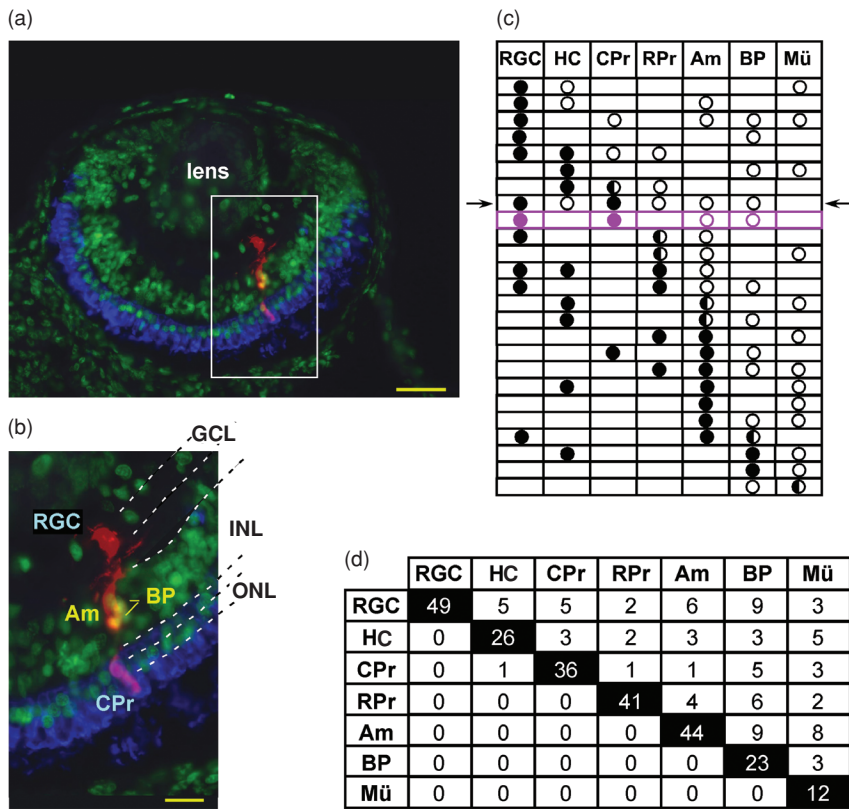 (a)
lens
(b)
GCL
RGC
INL
BP
Am
ONL
CPr
(c)
RGC HC CPr RPr Am BP Mü
(d)
RGC HC CPr RPr Am BP Mü
RGC 49 5 5 2 6 9 3
HC 0 26 3 2 3 3 5
CPr 0 1 36 1 1 5 3
RPr 0 0 0 41 4 6 2
Am 0 0 0 0 44 9 8
BP 0 0 0 0 0 23 3
Mü 0 0 0 0 0 0 12